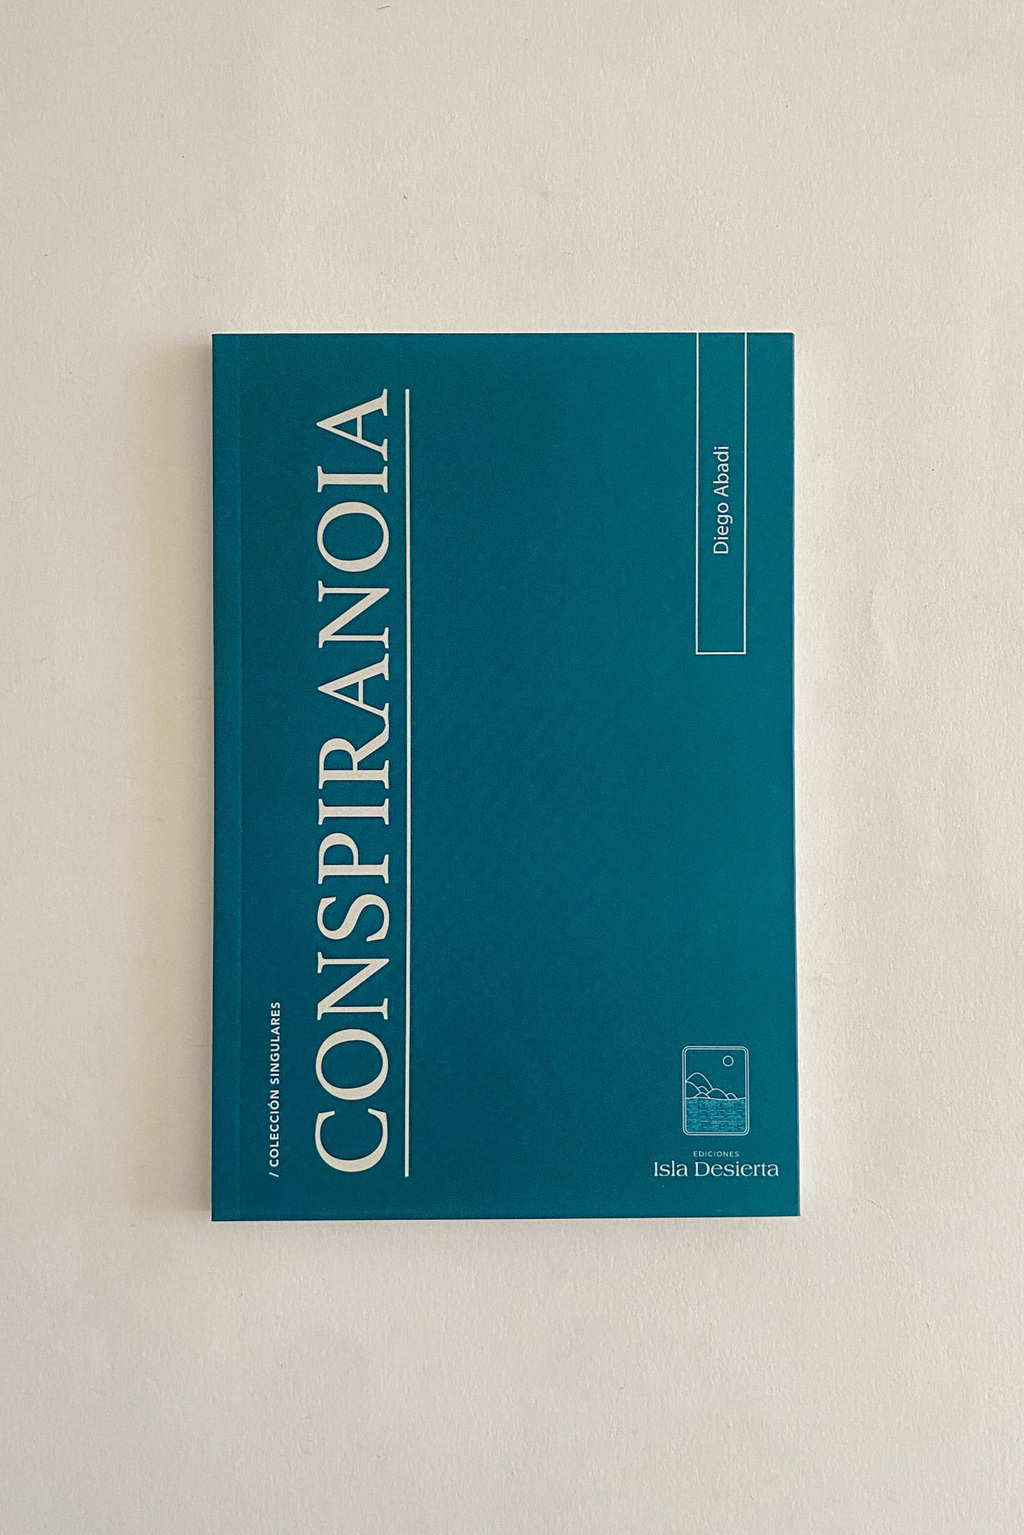 / COLECCIÓN SINGULARES
CONSPIRANOIA
Diego Abadi
EDICIONES
Isla Desierta